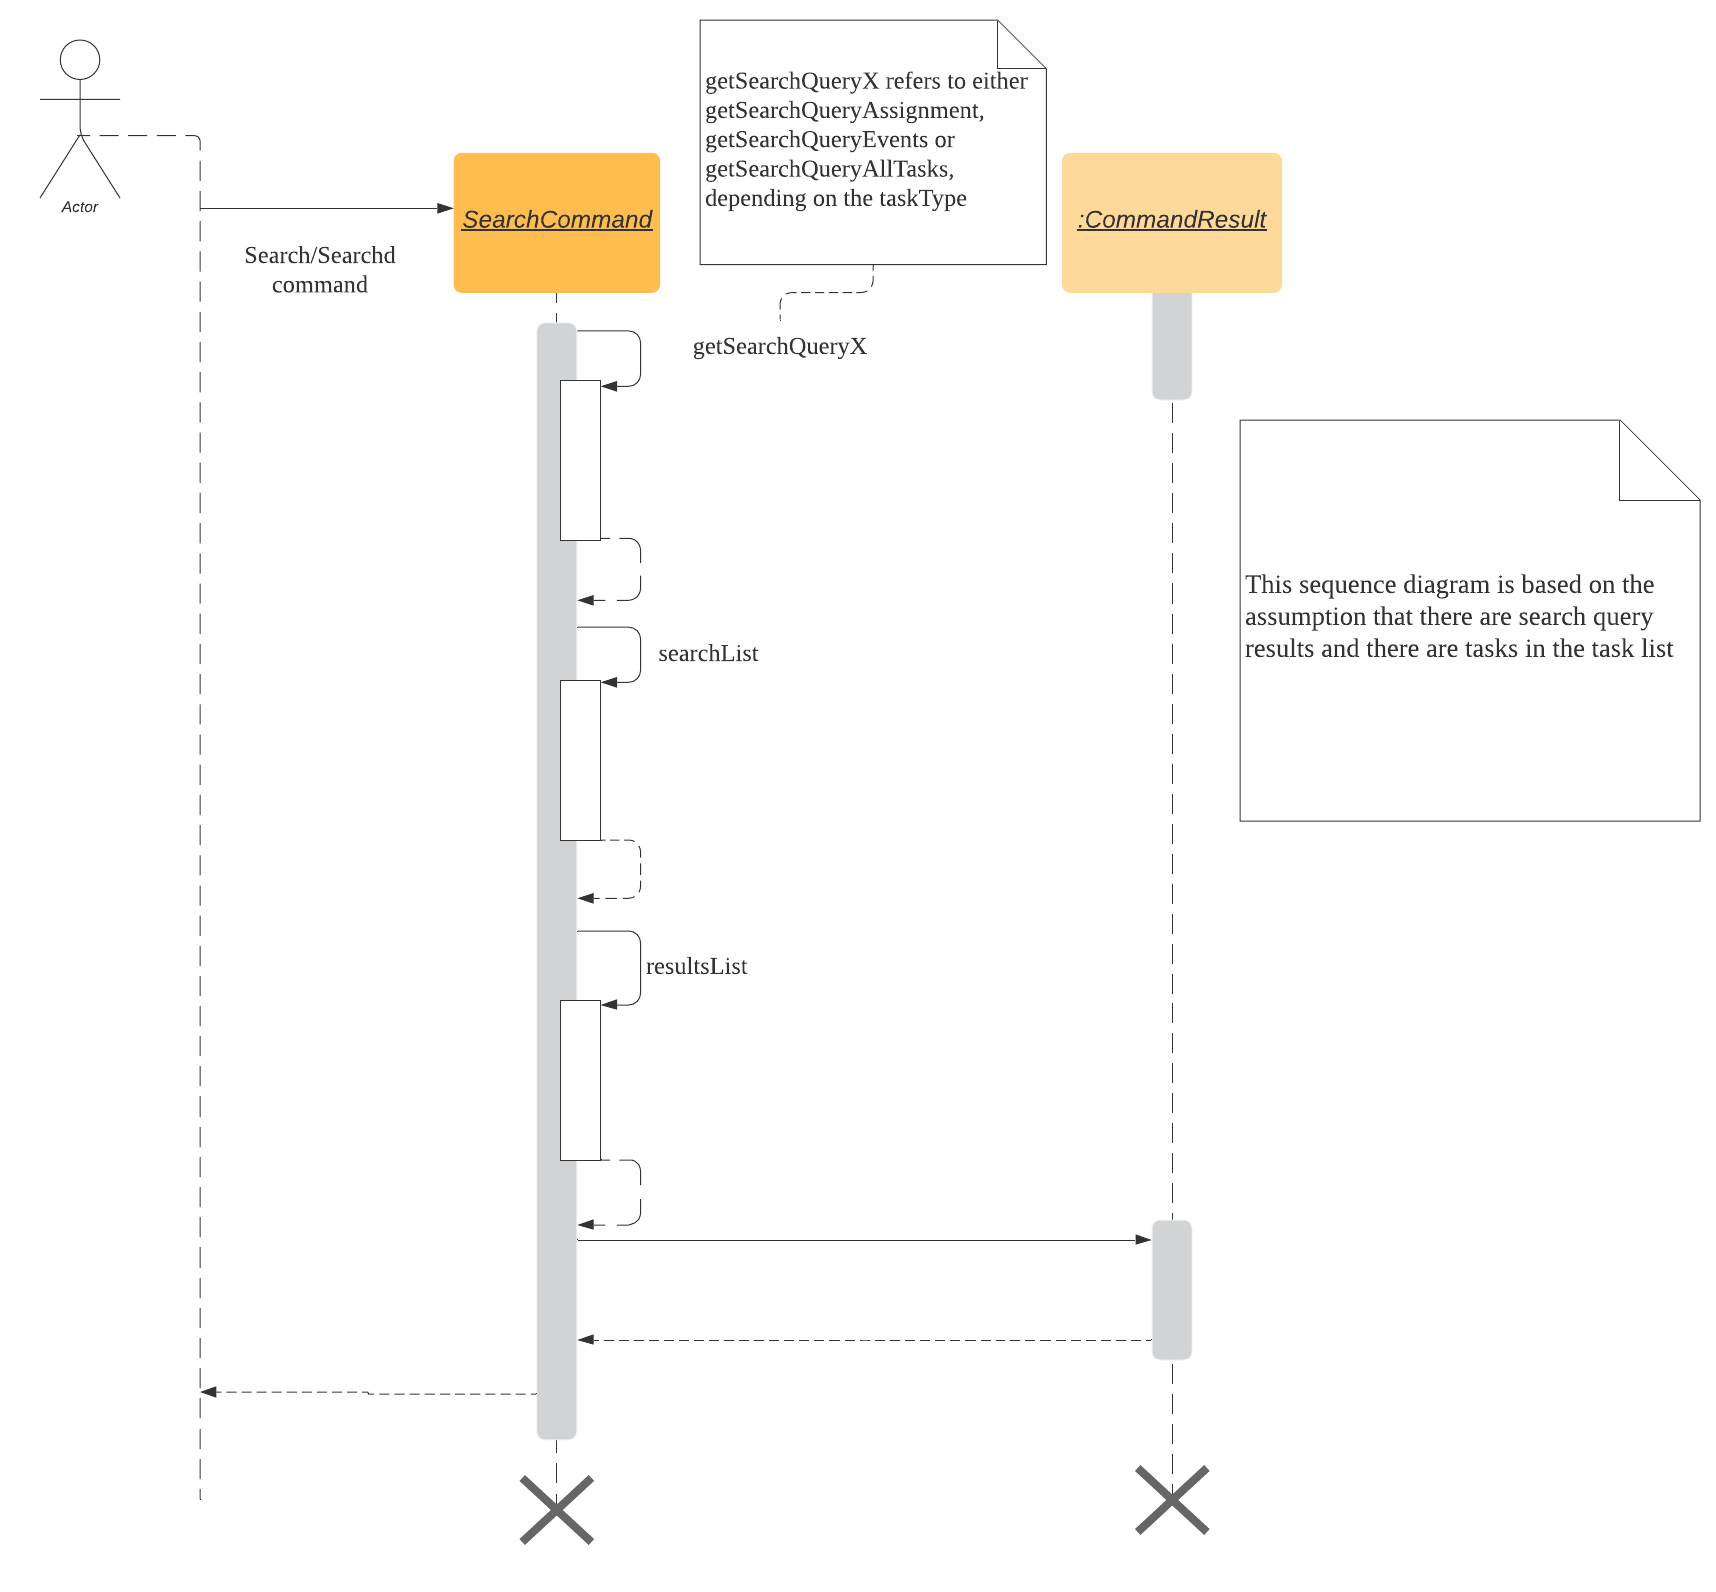 Actor
Search/Searchd
command
SearchCommand
getSearchQueryX refers to either
getSearchQueryAssignment,
getSearchQueryEvents or
getSearchQueryAllTasks,
depending on the taskType
:CommandResult
getSearchQueryX
This sequence diagram is based on the
assumption that there are search query
results and there are tasks in the task list
searchList
resultsList